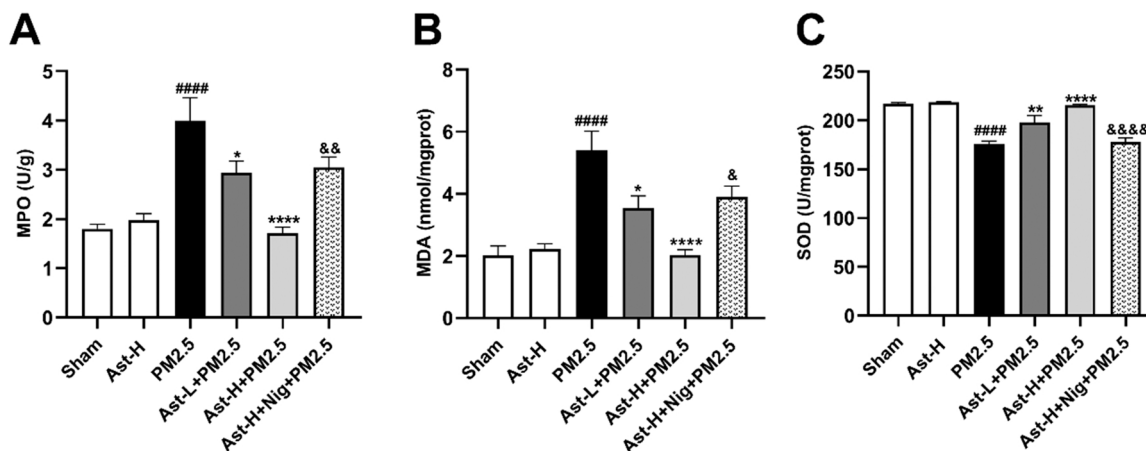 A
MPO (U/g)
5
4
3
2
1
0
####
*
****
&&
Sham
Ast-H
PM2.5
Ast-L+PM2.5
Ast-H+PM2.5
Ast-H+Nig+PM2.5
B
MDA (nmol/mgprot)
8
6
4
2
0
####
*
****
&
Sham
Ast-H
PM2.5
Ast-L+PM2.5
Ast-H+PM2.5
Ast-H+Nig+PM2.5
C
SOD (U/mgprot)
250
200
150
100
50
0
####
**
****
&&&&
Sham
Ast-H
PM2.5
Ast-L+PM2.5
Ast-H+PM2.5
Ast-H+Nig+PM2.5